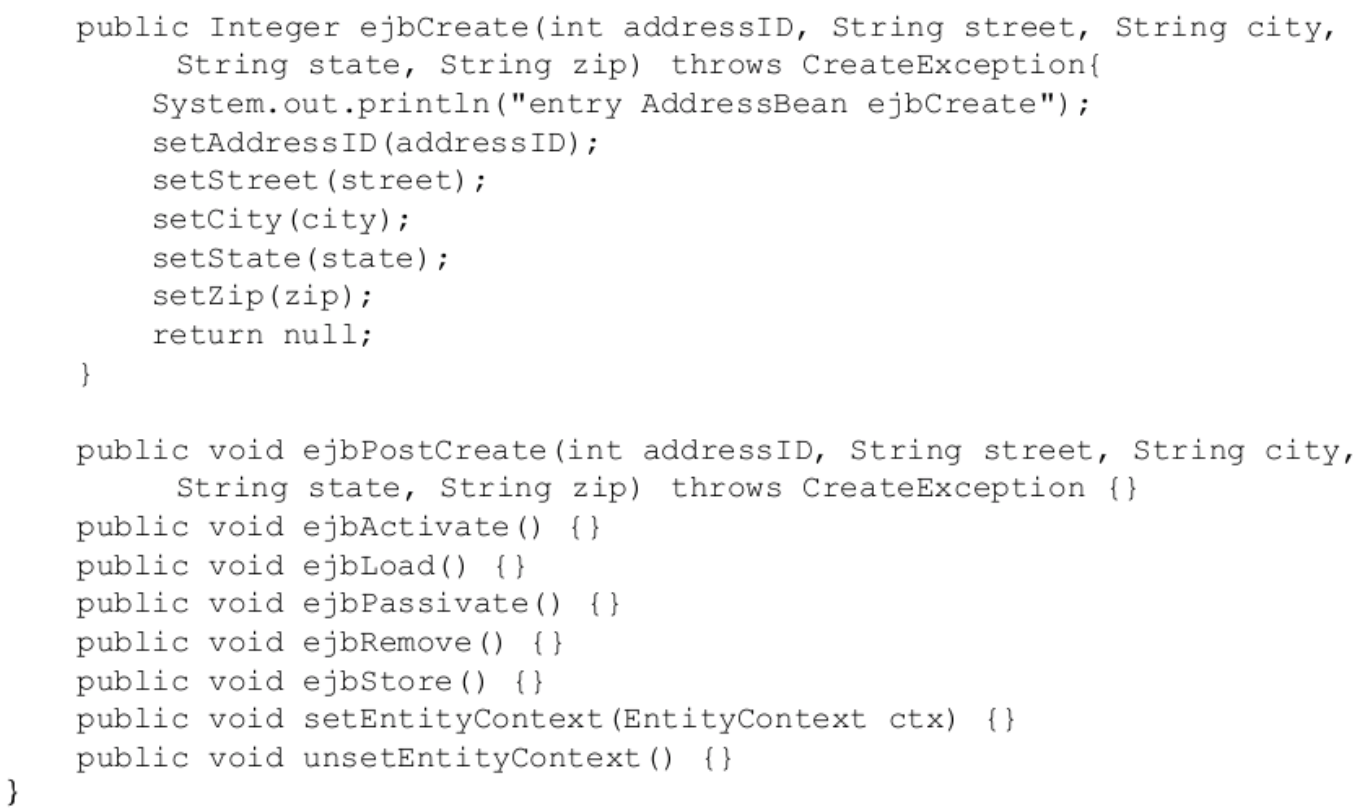 public Integer ejbCreate(int addressID, String street, String city,
         String state, String zip) throws CreateException{
        System.out.println("entry AddressBean ejbCreate");
        setAddressID(addressID);
        setStreet(street);
        setCity(city);
        setState(state);
        setZip(zip);
        return null;
    }

    public void ejbPostCreate(int addressID, String street, String city,
         String state, String zip) throws CreateException {}
    public void ejbActivate() {}
    public void ejbLoad() {}
    public void ejbPassivate() {}
    public void ejbRemove() {}
    public void ejbStore() {}
    public void setEntityContext(EntityContext ctx) {}
    public void unsetEntityContext() {}
}